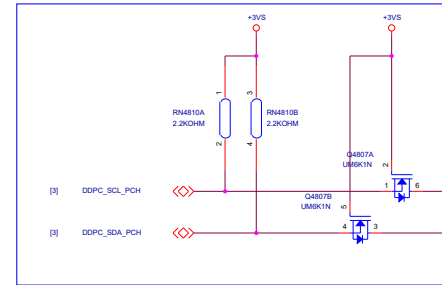 +3VS
+3VS
1
3
RN4810A
2.2KOHM
RN4810B
2.2KOHM
2
4
Q4807A
UM6K1N
2
[3]
DDPC_SCL_PCH
1
6
Q4807B
UM6K1N
5
[3]
DDPC_SDA_PCH
4
3